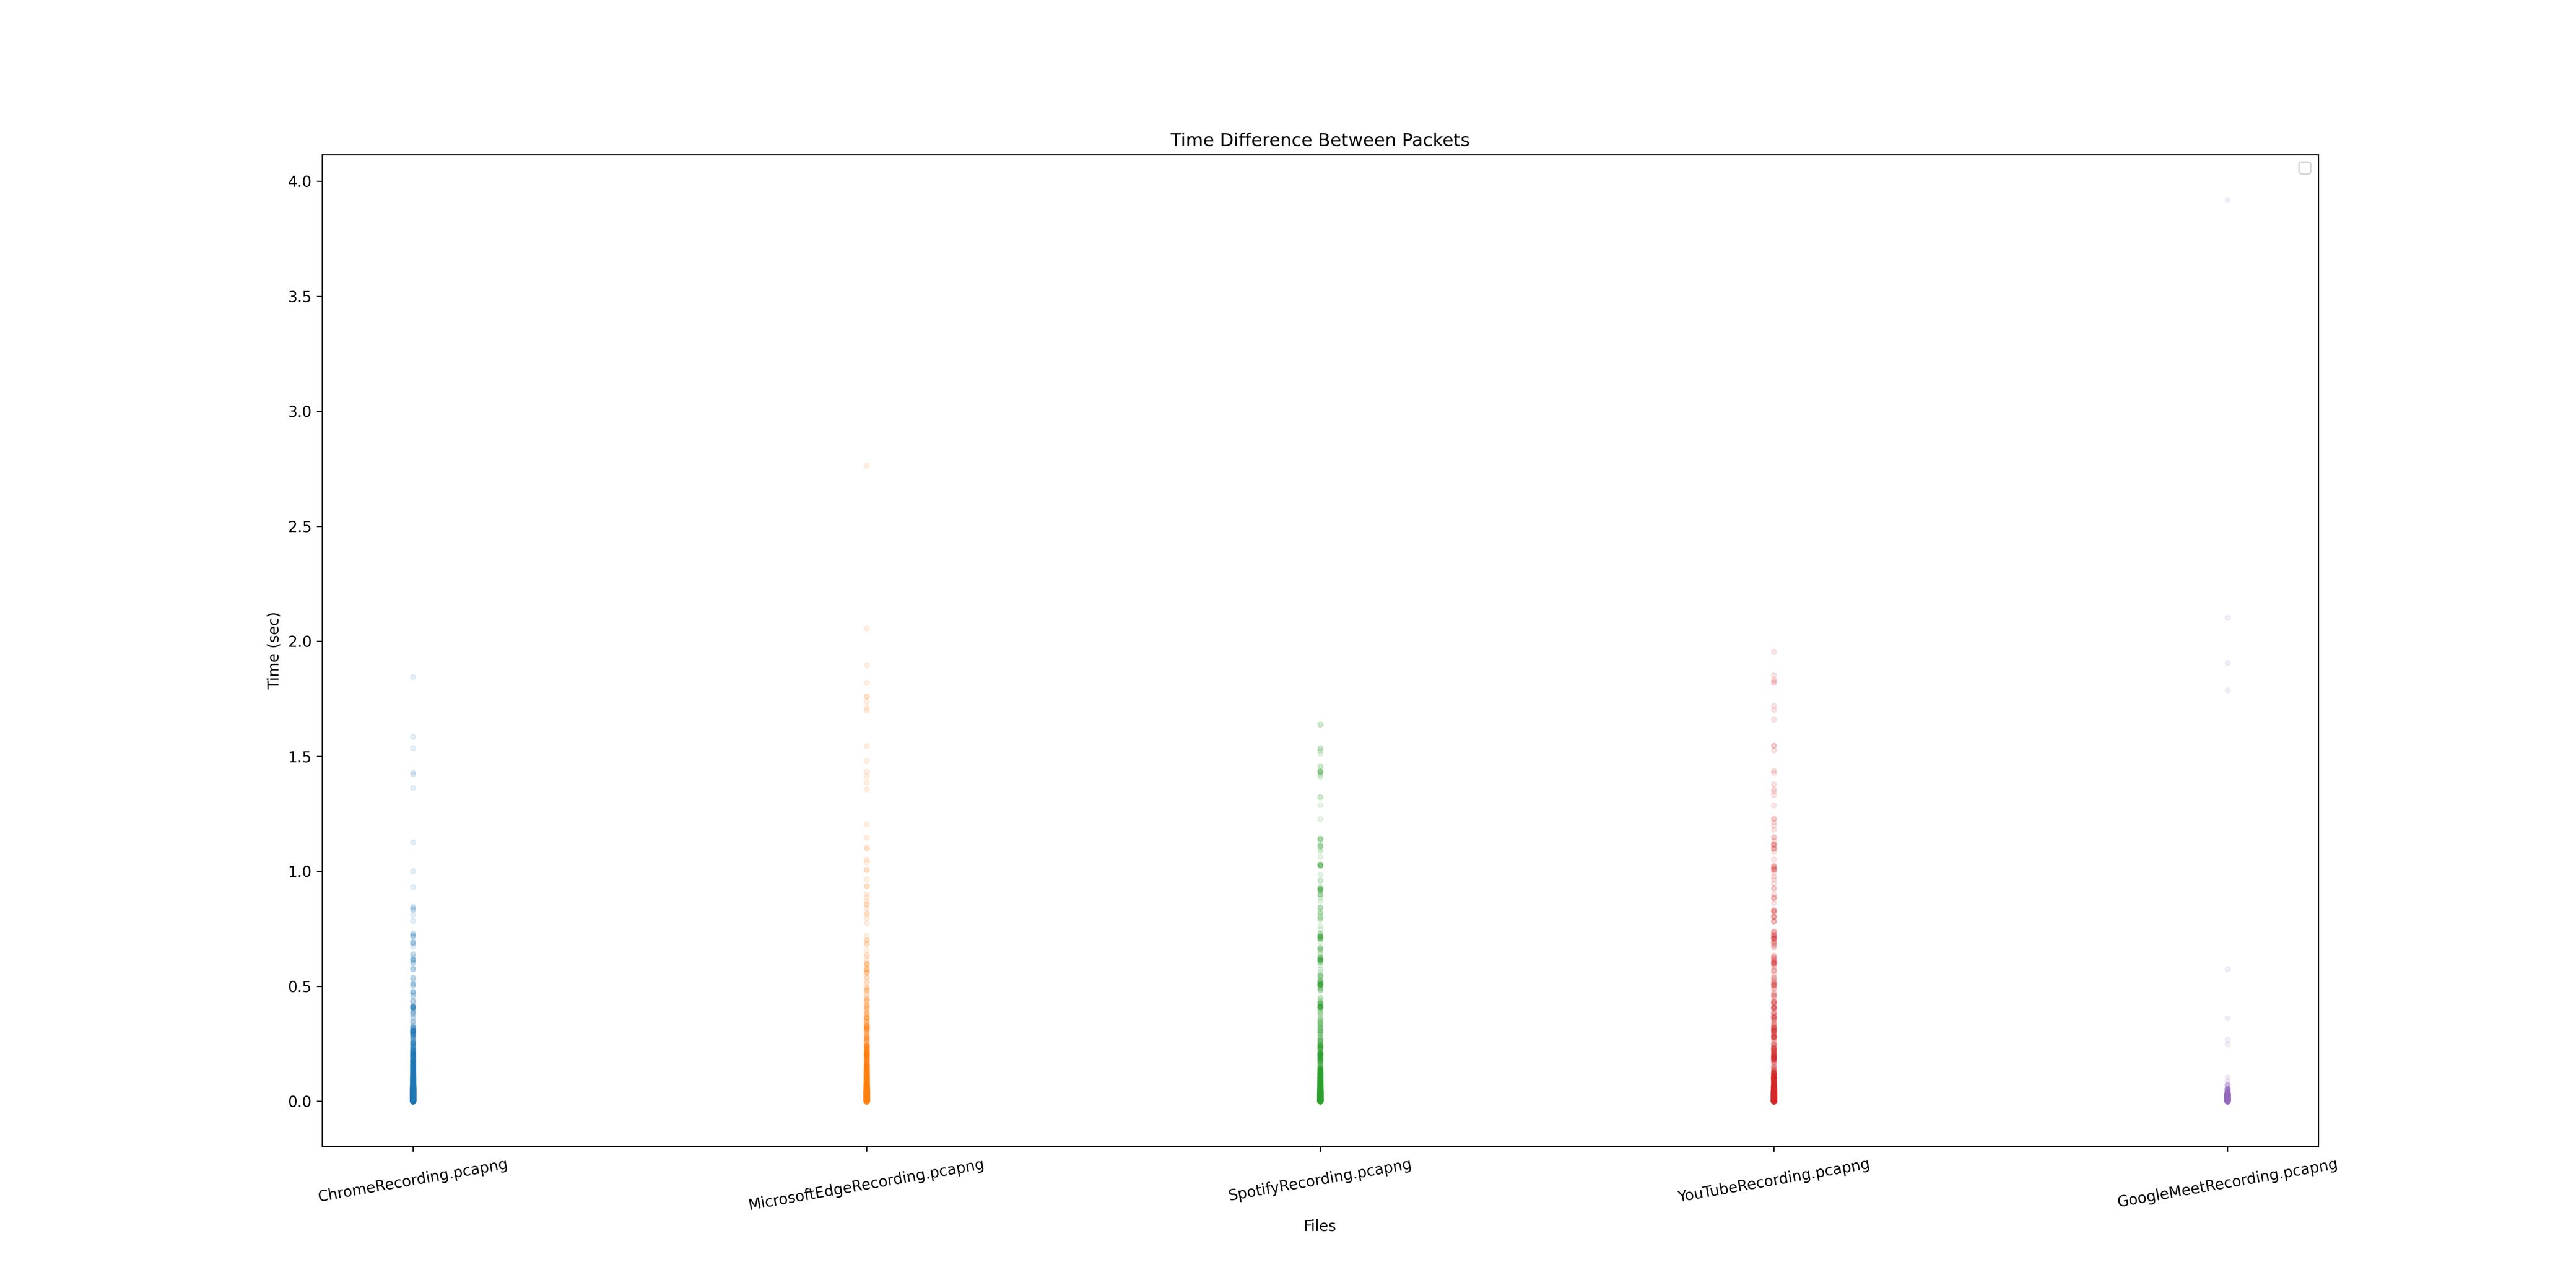 Time Difference Between Packets
4.0
3.5
3.0
2.5
2.0
1.5
1.0
0.5
0.0
Time (sec)
ChromeRecording.pcapng
MicrosoftEdgeRecording.pcapng
SpotifyRecording.pcapng
YouTubeRecording.pcapng
GoogleMeetRecording.pcapng
Files